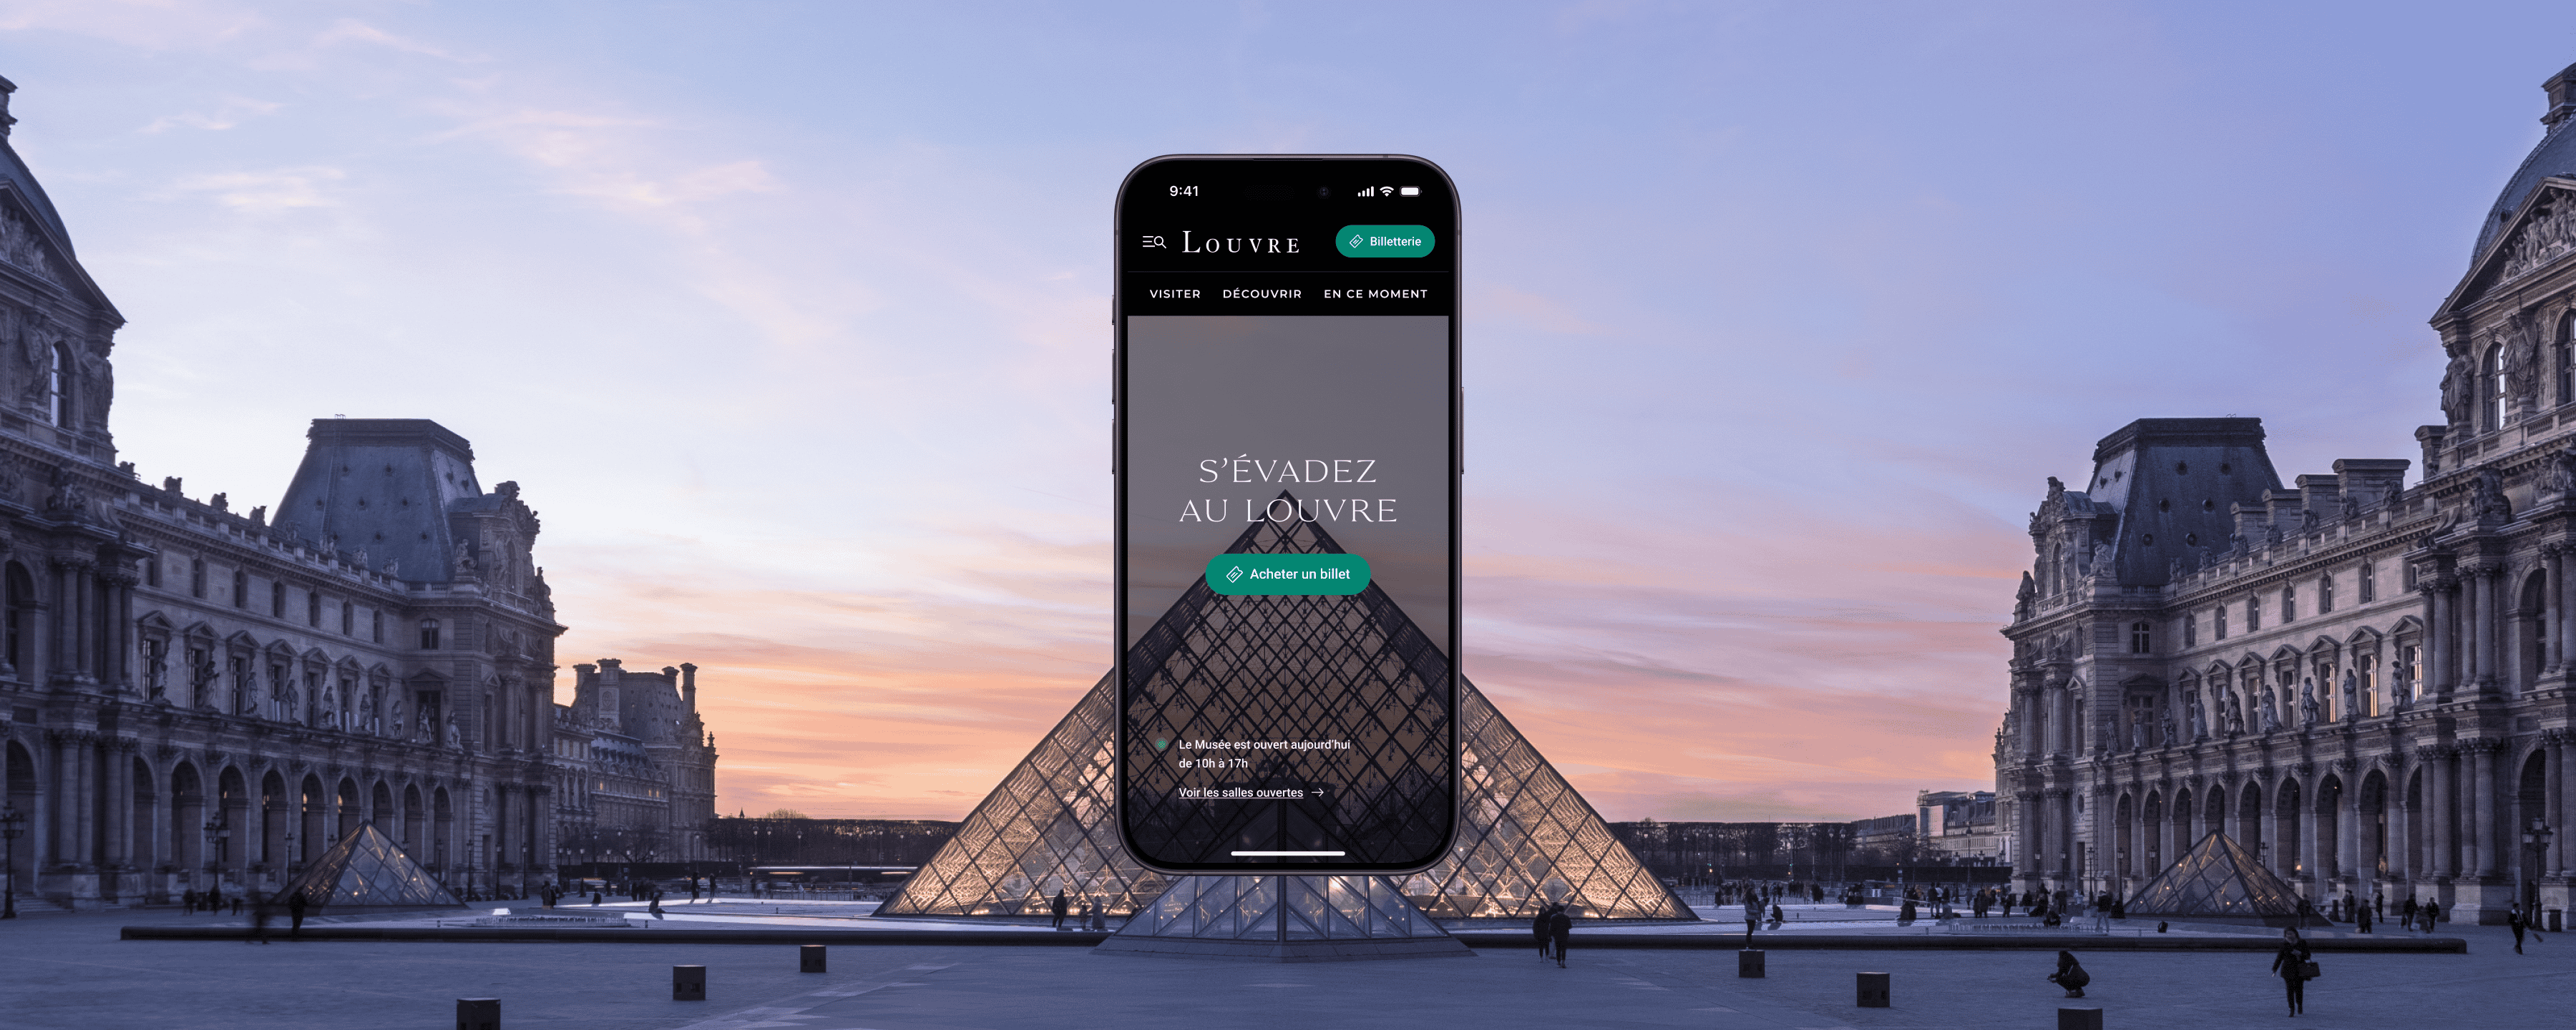 9:41
LOUVRE
Billetterie
VISITER DÉCOUVRIR EN CE MOMENT
S’ÉVADEZ
AU LOUVRE
Acheter un billet
Le Musée est ouvert aujourd’hui
de 10h à 17h
Voir les salles ouvertes